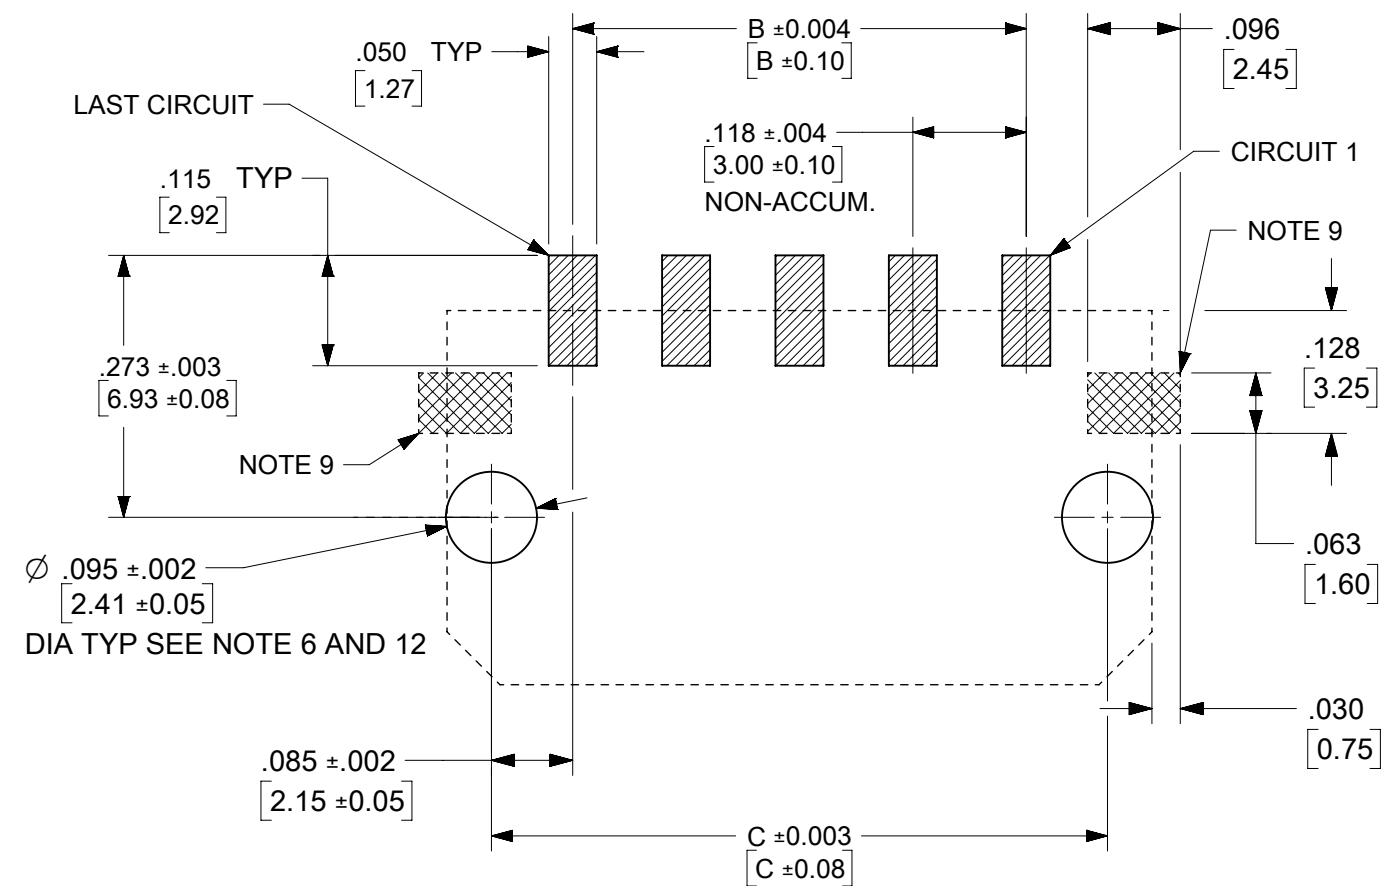 B ±0.004
[B ±0.10]
.050 TYP
[1.27]
.096
[2.45]
LAST CIRCUIT
.118 ±.004
[3.00 ±0.10]
NON-ACCUM.
CIRCUIT 1
.115 TYP
[2.92]
NOTE 9
.273 ±.003
[6.93 ±0.08]
.128
[3.25]
NOTE 9
.063
[1.60]
∅ .095 ±.002
[2.41 ±0.05]
DIA TYP SEE NOTE 6 AND 12
.030
[0.75]
.085 ±.002
[2.15 ±0.05]
C ±0.003
[C ±0.08]